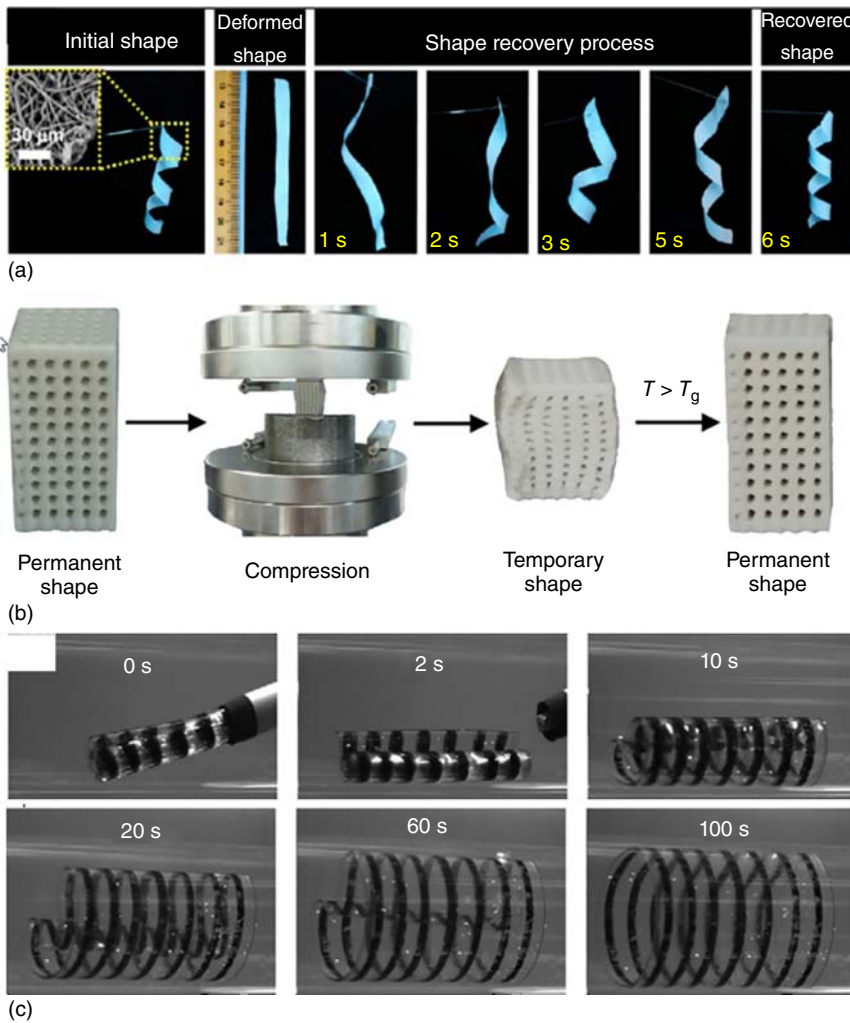 Initial shape
Deformed
shape
Shape recovery process
Recovered
shape
30 μm
1 s
2 s
3 s
5 s
6 s
(a)
T > Tg
Permanent
shape
Compression
Temporary
shape
Permanent
shape
(b)
0 s
2 s
10 s
20 s
60 s
100 s
(c)